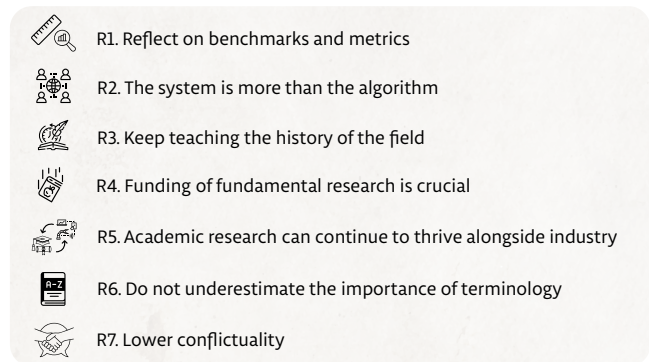 R1. Reflect on benchmarks and metrics
R2. The system is more than the algorithm
R3. Keep teaching the history of the field
R4. Funding of fundamental research is crucial
R5. Academic research can continue to thrive alongside industry
A-Z
R6. Do not underestimate the importance of terminology
R7. Lower conflictuality